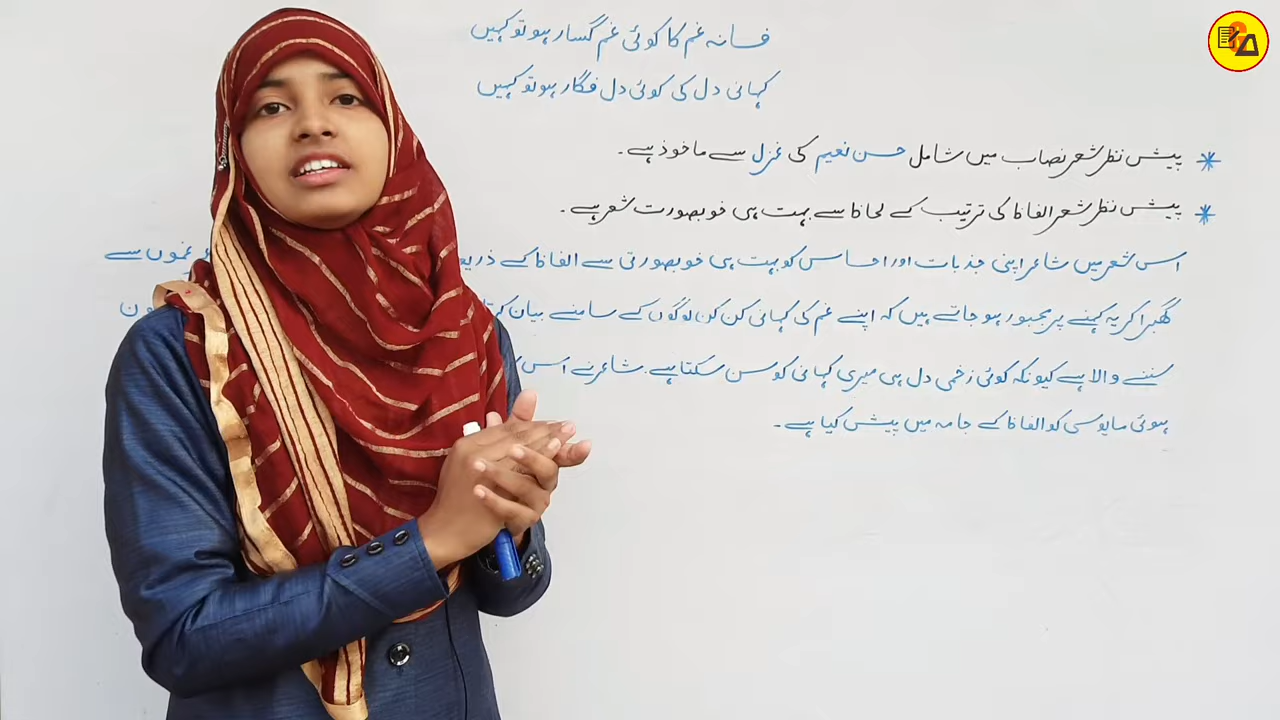 فسانہ غم کا کوئی غم گسار ہو تو کہیں
کہانی دل کی کوئی دل فگار ہو تو کہیں
پیش نظر شعر نصاب میں شامل حسن نعیم کی غزل سے ماخوذ ہے۔
پیش نظر شعر الفاظ کی ترتیب کے لحاظ سے بہت ہی خوبصورت شعر ہے۔
اس شعر میں شاعر اپنی جذبات اور احساس کو بہت ہی خوبصورتی سے الفاظ کے ذریعہ غموں سے
گھبرا کر یہ کہنے پر مجبور ہو جاتے ہیں کہ اپنے غم کی کہانی کن کن لوگوں کے سامنے بیان کرتا کون
سننے والا ہے کیونکہ کوئی زخمی دل ہی میری کہانی کو سن سکتا ہے۔ شاعر نے اس
ہوئی مایوسی کو الفاظ کے جامہ میں پیش کیا ہے۔